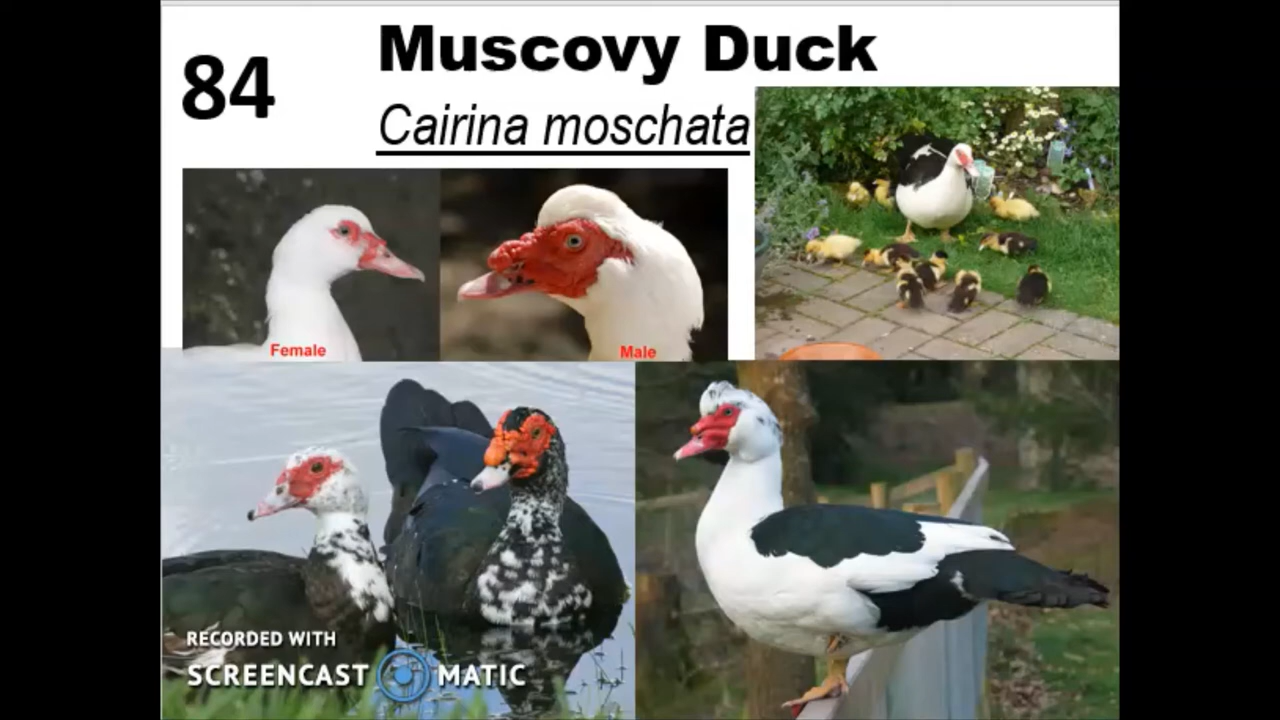 84
Muscovy Duck
Cairina moschata
Female
Male
RECORDED WITH
SCREENCAST MATIC